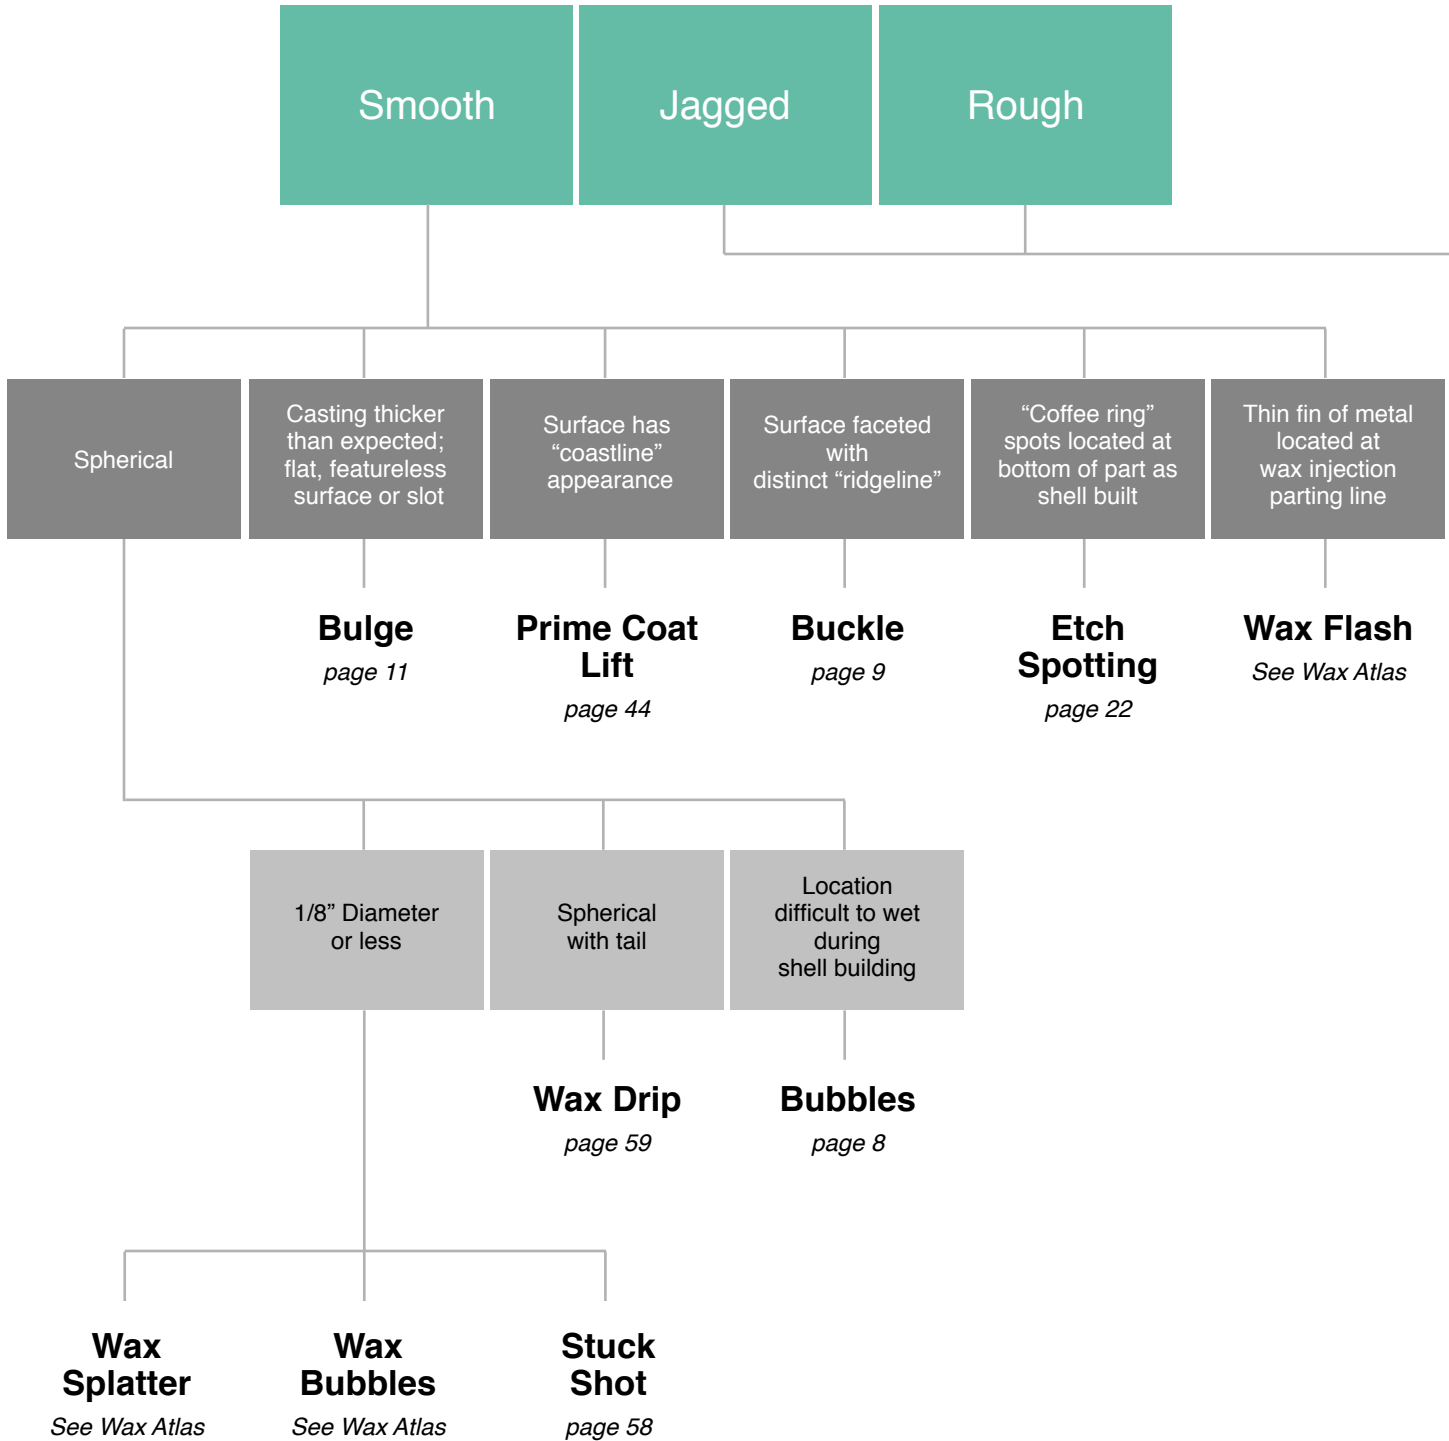 Smooth
Jagged
Rough
Spherical
Casting thicker
than expected;
flat, featureless
surface or slot
Surface has
“coastline”
appearance
Surface faceted
with
distinct “ridgeline”
“Coffee ring”
spots located at
bottom of part as
shell built
Thin fin of metal
located at
wax injection
parting line
Bulge
page 11
Prime Coat
Lift
page 44
Buckle
page 9
Etch
Spotting
page 22
Wax Flash
See Wax Atlas
1/8” Diameter
or less
Spherical
with tail
Location
difficult to wet
during
shell building
Wax Drip
page 59
Bubbles
page 8
Wax
Splatter
See Wax Atlas
Wax
Bubbles
See Wax Atlas
Stuck
Shot
page 58